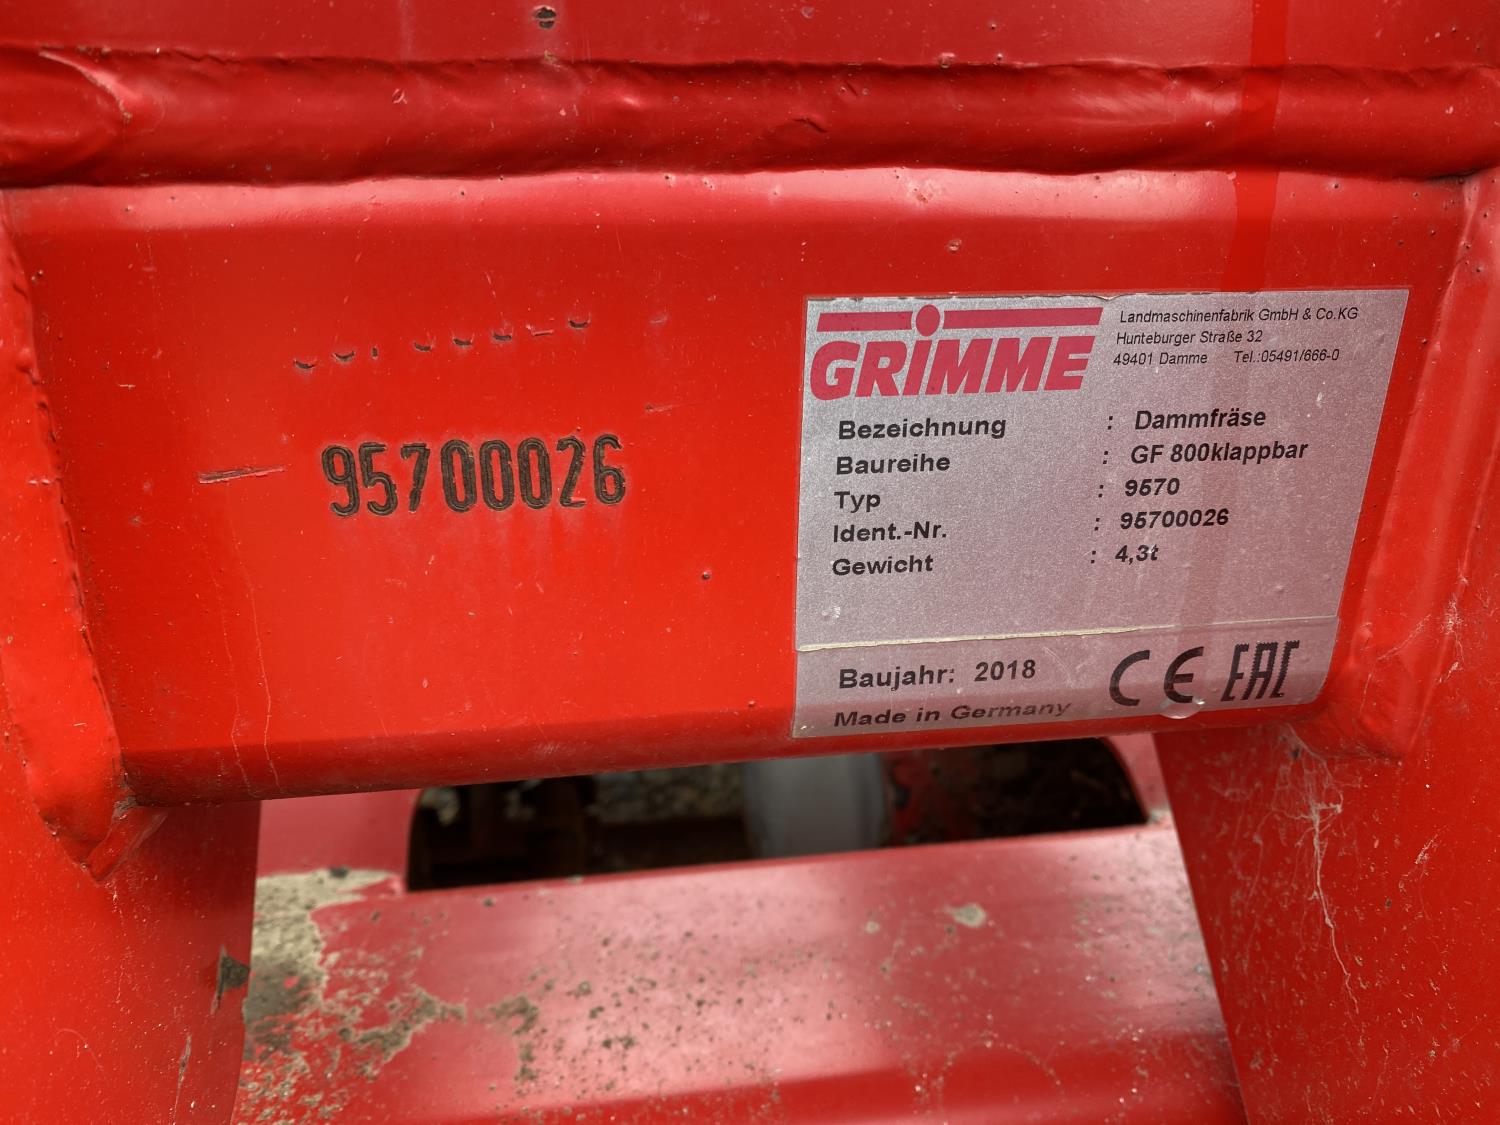 95700026
GRIMME
Landmaschinenfabrik GmbH & Co.KG
Hunteburger Straße 32
49401 Damme Tel.:05491/666-0
Bezeichnung : Dammfräse
Baureihe : GF 800klappbar
Typ : 9570
Ident.-Nr. : 95700026
Gewicht : 4,3t
Baujahr: 2018
Made in Germany
CE EAC